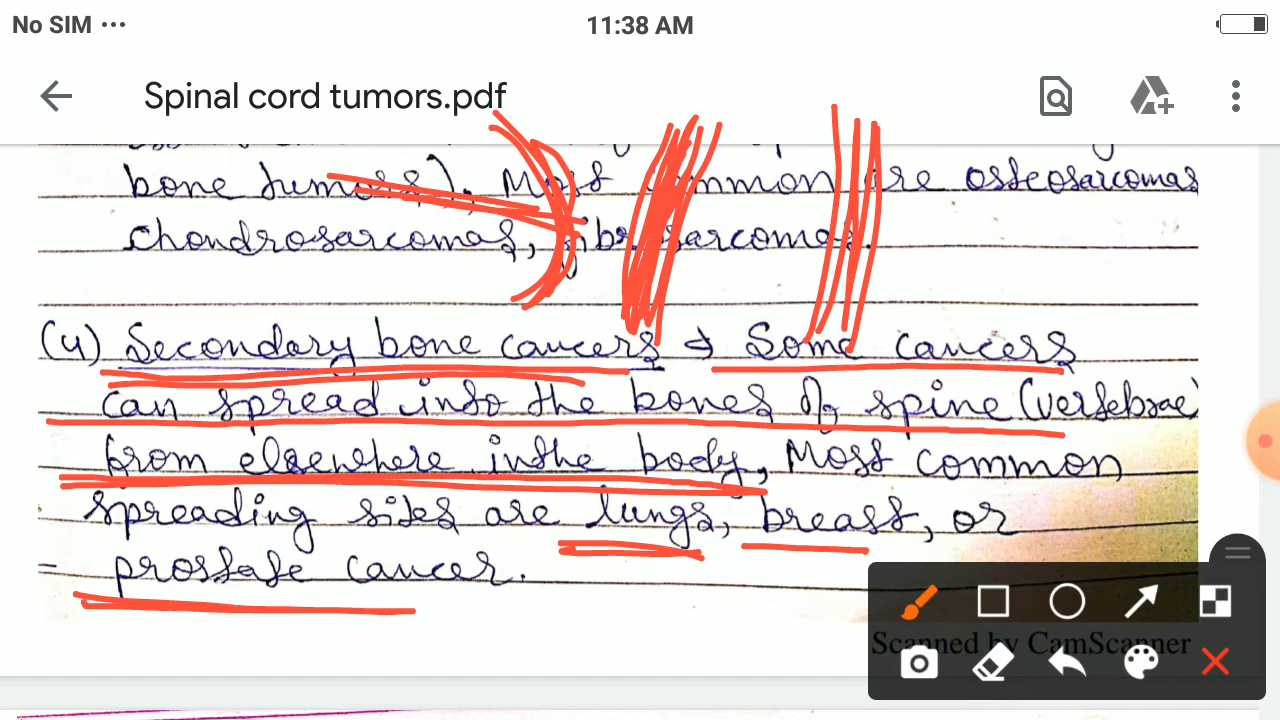 No SIM ...
11:38 AM
Spinal cord tumors.pdf
bone tumors), Most common are osteosarcomas
chondrosarcomas, fibrosarcomas.
(4) Secondary bone cancers → Some cancers
can spread into the bones of spine (vertebrae)
from elsewhere in the body, Most common
spreading sites are lungs, breast, or
prostate cancer.
Scanned by CamScanner